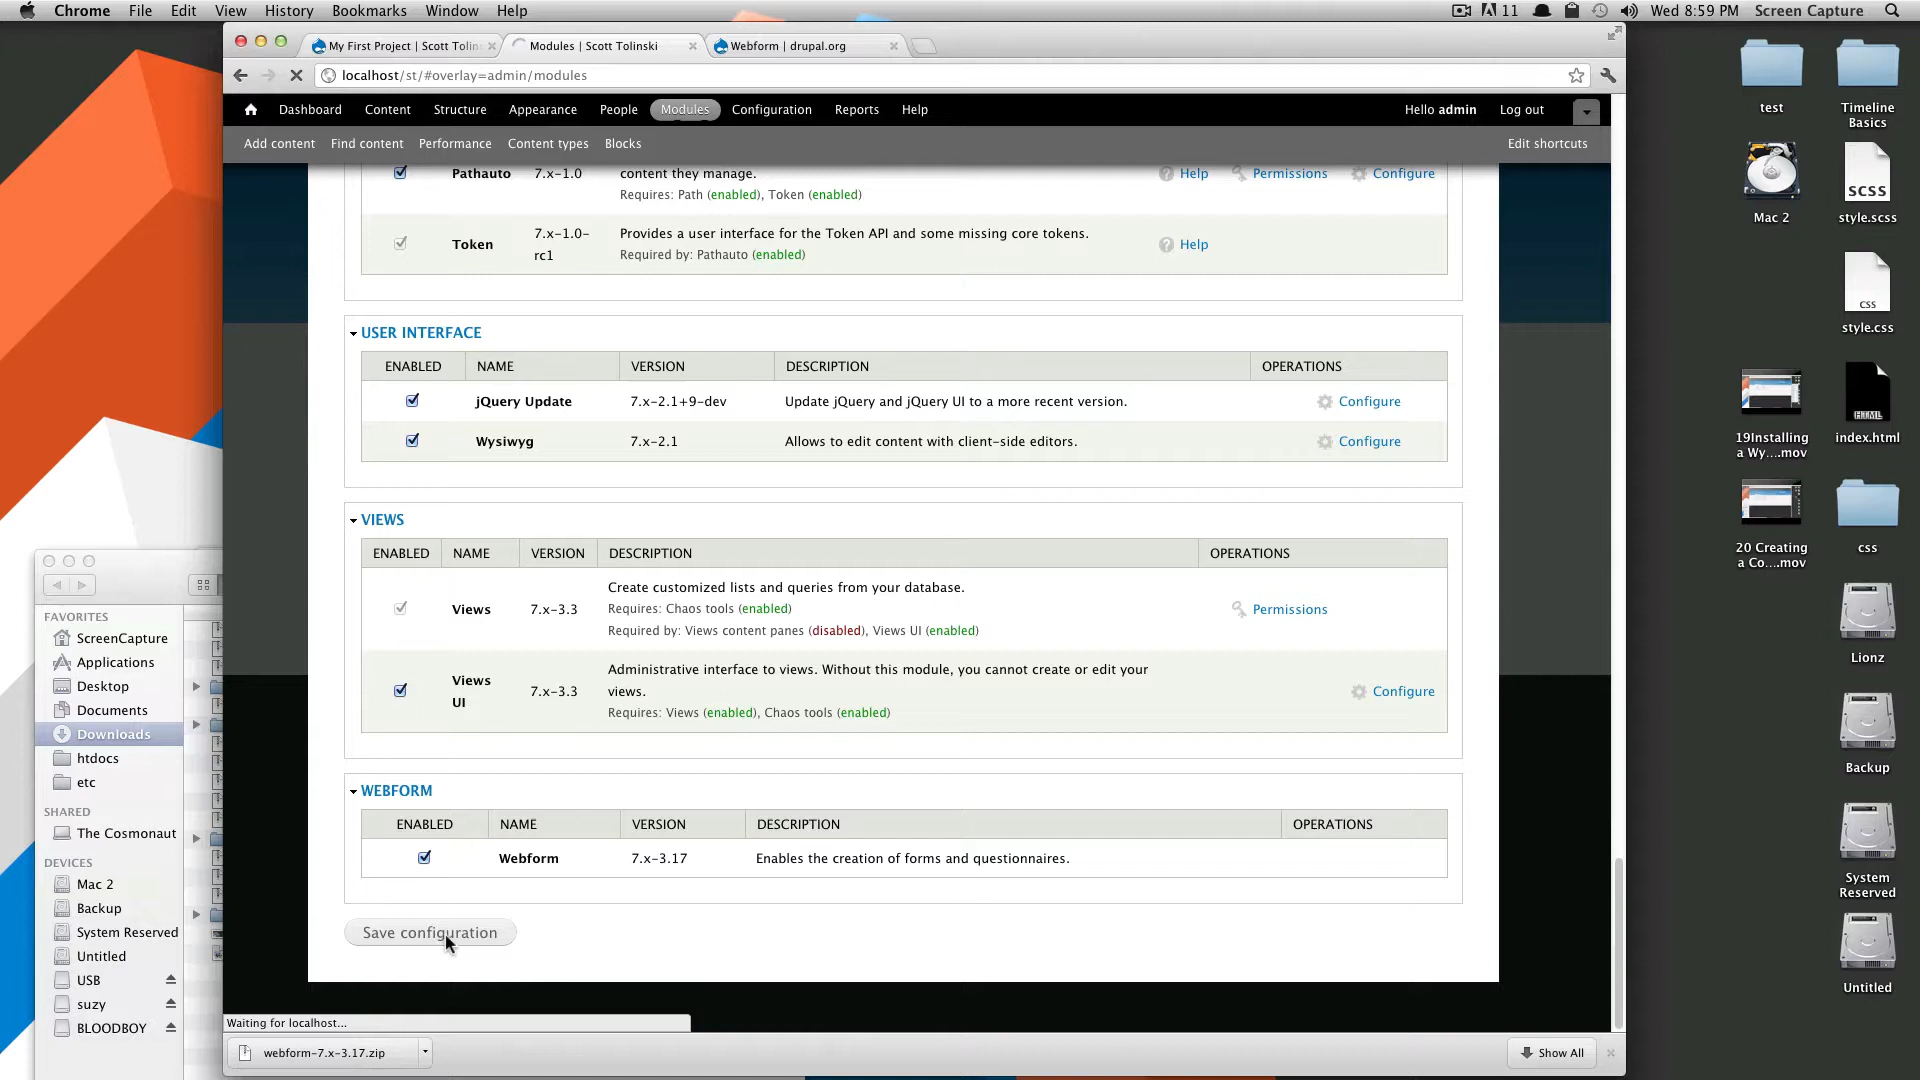 Chrome File Edit View History Bookmarks Window Help
11 Wed 8:59 PM Screen Capture
My First Project | Scott Tolin
Modules | Scott Tolinski
Webform | drupal.org
localhost/st/#overlay=admin/modules
Dashboard Content Structure Appearance People Modules Configuration Reports Help
Hello admin Log out
Add content Find content Performance Content types Blocks
Edit shortcuts
Pathauto 7.x-1.0 content they manage. Help Permissions Configure
Requires: Path (enabled), Token (enabled)
Token 7.x-1.0-rc1 Provides a user interface for the Token API and some missing core tokens. Help
Required by: Pathauto (enabled)
USER INTERFACE
ENABLED NAME VERSION DESCRIPTION OPERATIONS
jQuery Update 7.x-2.1+9-dev Update jQuery and jQuery UI to a more recent version. Configure
Wysiwyg 7.x-2.1 Allows to edit content with client-side editors. Configure
VIEWS
ENABLED NAME VERSION DESCRIPTION OPERATIONS
Create customized lists and queries from your database.
Views 7.x-3.3 Requires: Chaos tools (enabled) Permissions
Required by: Views content panes (disabled), Views UI (enabled)
Administrative interface to views. Without this module, you cannot create or edit your
Views UI 7.x-3.3 views. Configure
Requires: Views (enabled), Chaos tools (enabled)
WEBFORM
ENABLED NAME VERSION DESCRIPTION OPERATIONS
Webform 7.x-3.17 Enables the creation of forms and questionnaires.
Save configuration
Waiting for localhost...
webform-7.x-3.17.zip
Show All
FAVORITES
ScreenCapture
Applications
Desktop
Documents
Downloads
htdocs
etc
SHARED
The Cosmonaut
DEVICES
Mac 2
Backup
System Reserved
Untitled
USB
suzy
BLOODBOY
test
Timeline
Basics
Mac 2
SCSS
style.scss
css
style.css
19Installing
a Wy....mov
HTML
index.html
20 Creating
a Co....mov
css
Lionz
Backup
System
Reserved
Untitled